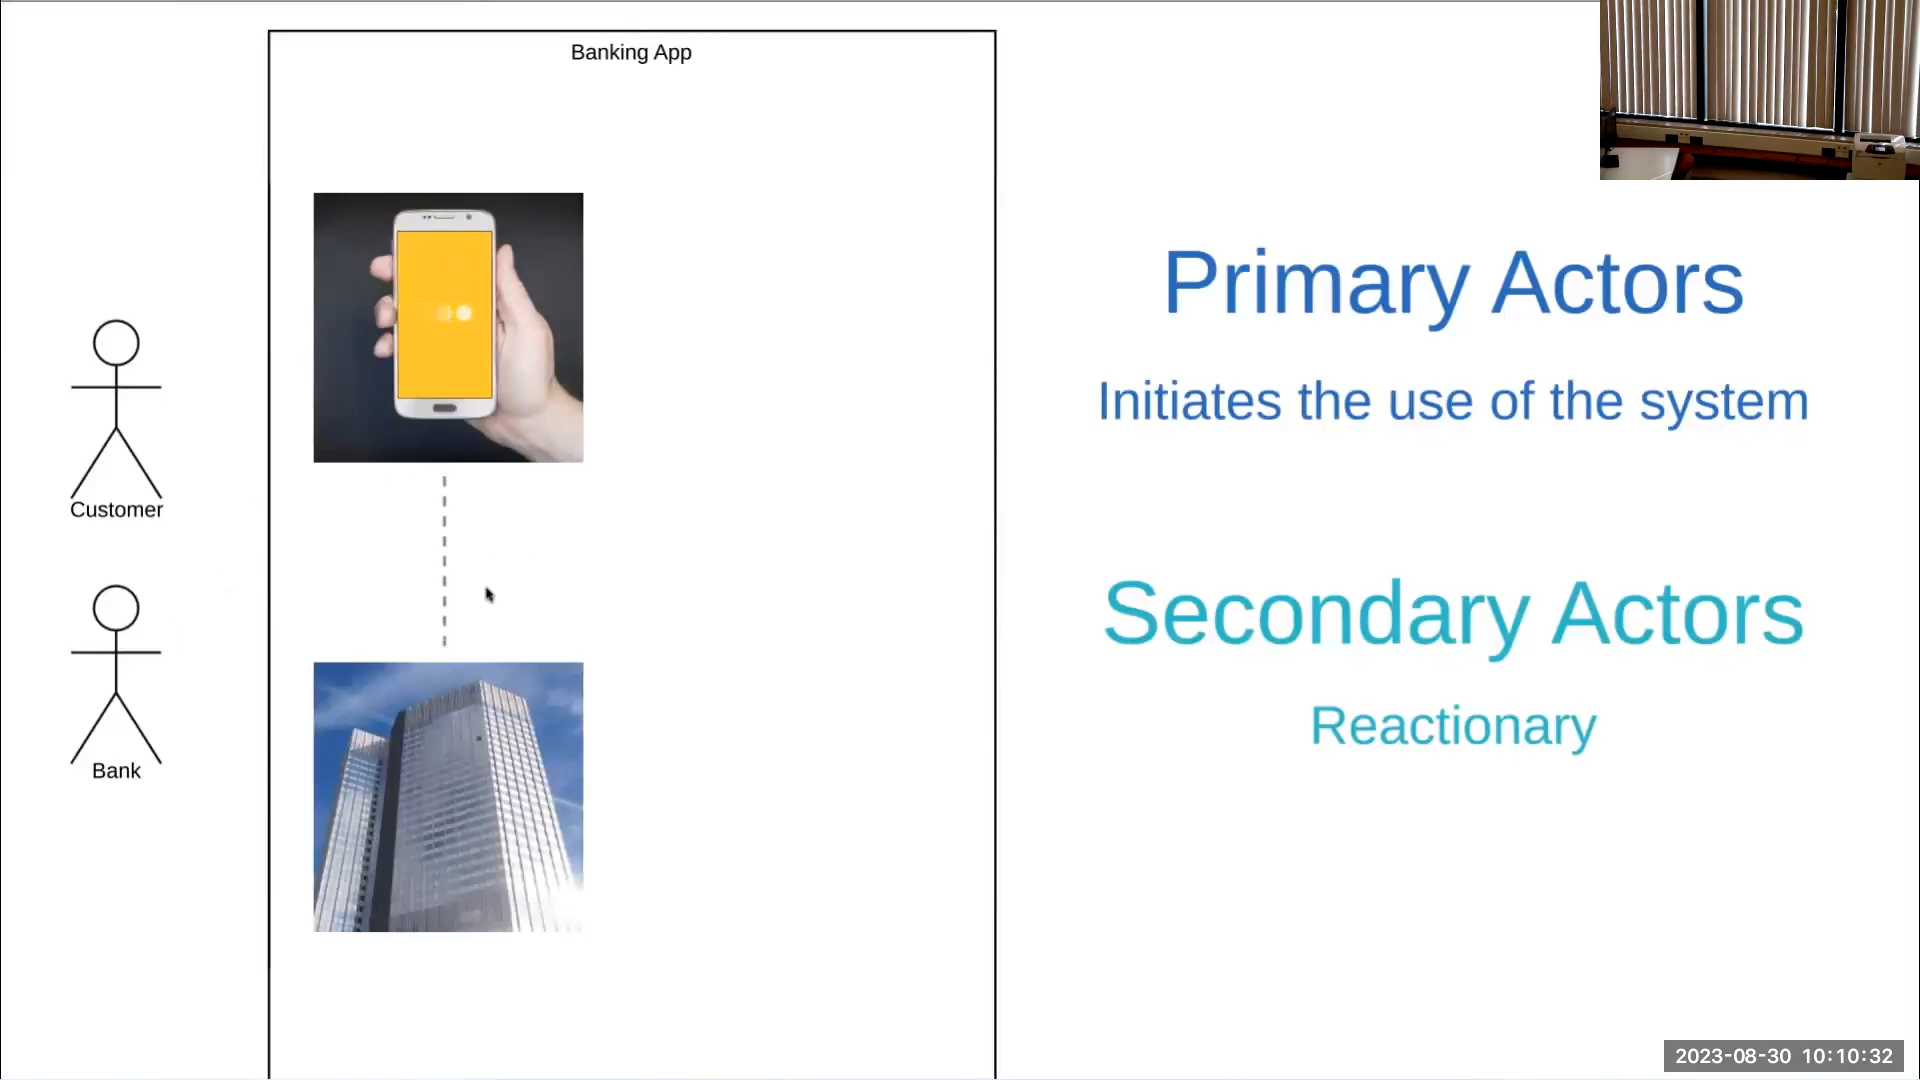 Banking App
Customer
Bank
Primary Actors
Initiates the use of the system
Secondary Actors
Reactionary
2023-08-30 10:10:32